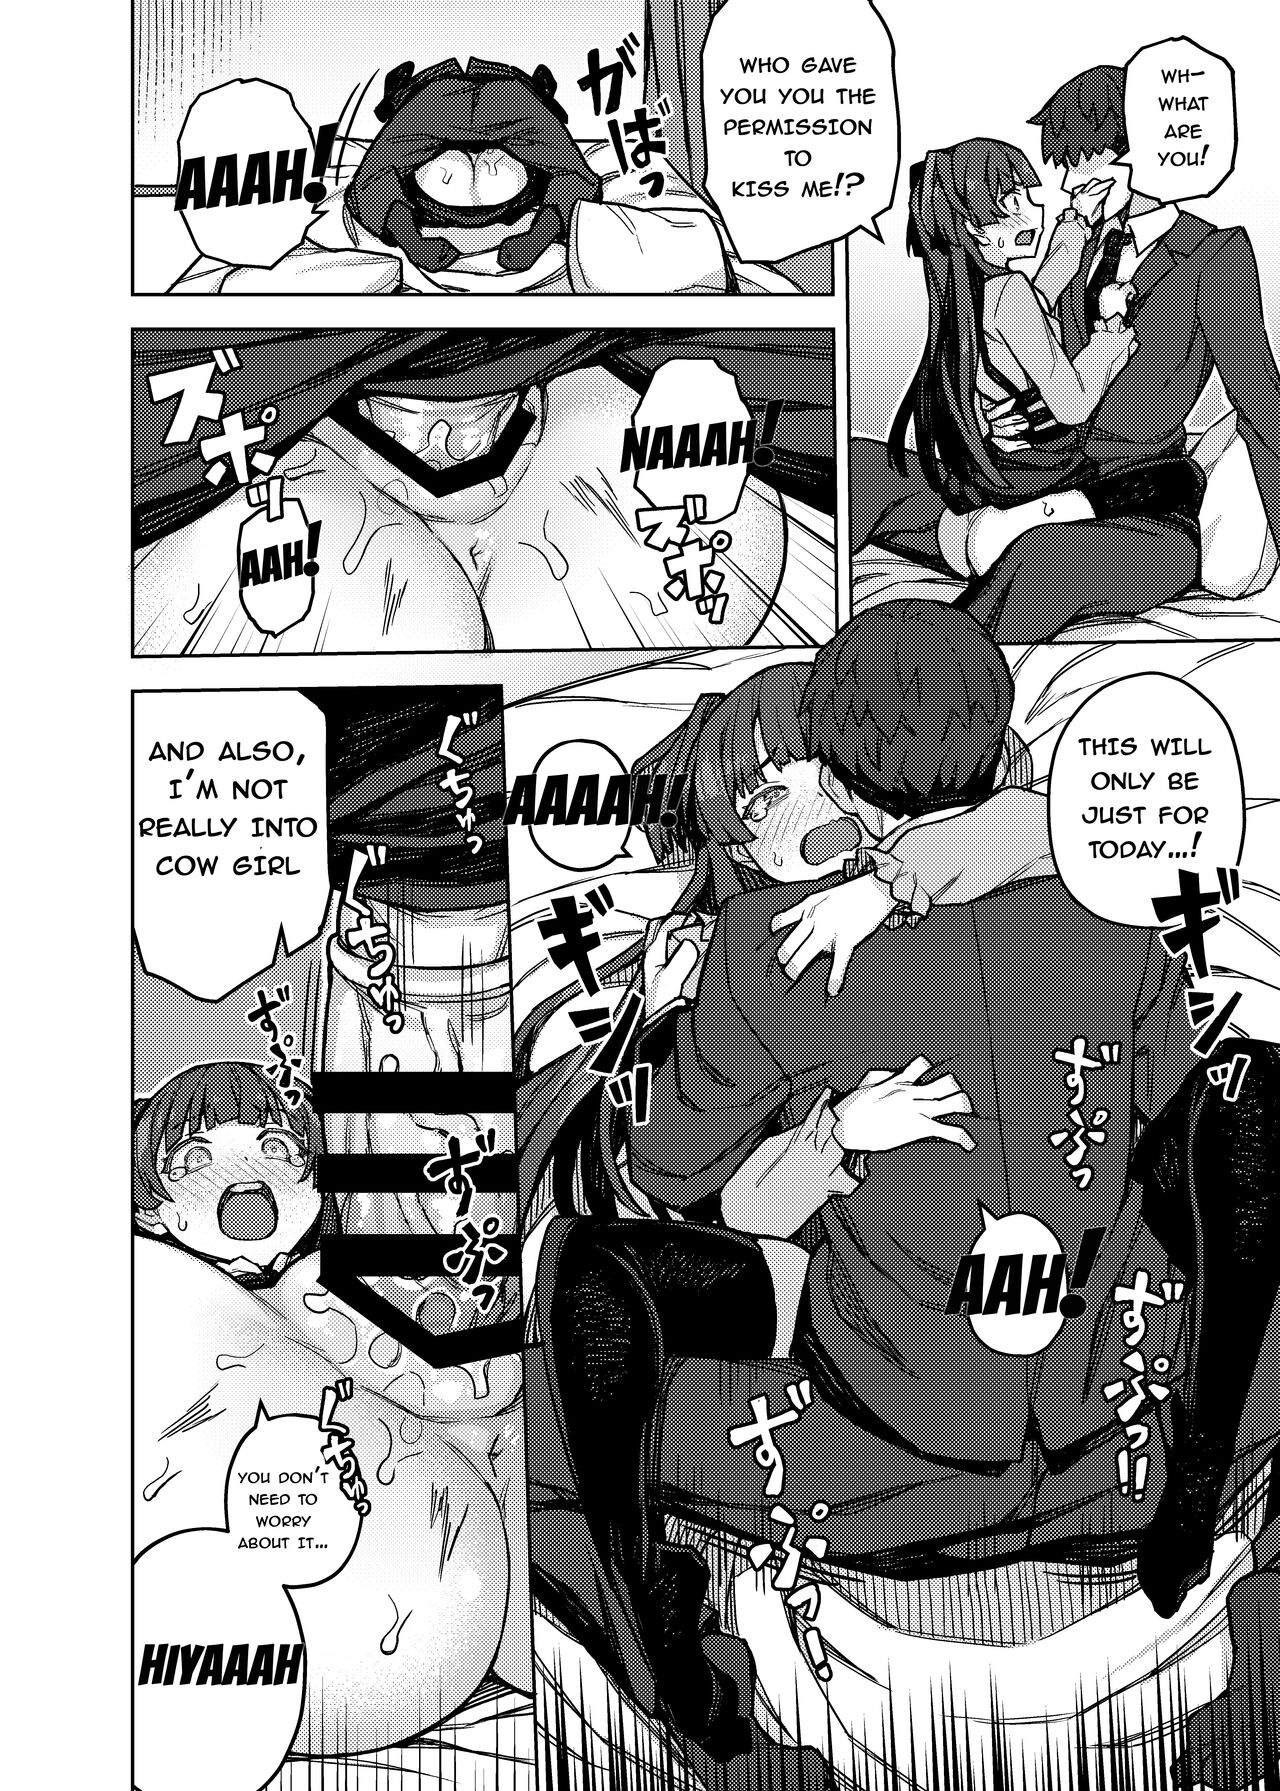 WH-
WHAT
ARE
YOU!
WHO GAVE
YOU YOU THE
PERMISSION
TO
KISS ME!?
がばっ
AAAH!
NAAAH!
ズポッ
ズポッ
AAH!
THIS WILL
ONLY BE
JUST FOR
TODAY...!
AAAAH!
ギシッ
ギシッ
ずぷっ
AAH!
ずぷっ!!
ずぷっ!
AND ALSO,
I'M NOT
REALLY INTO
COW GIRL
ぐちゅっ
ぐちゅっ
ずぷっ
ずぷっ
ぐちゅっ
YOU DON'T
NEED TO
WORRY
ABOUT IT...
HIYAAAH